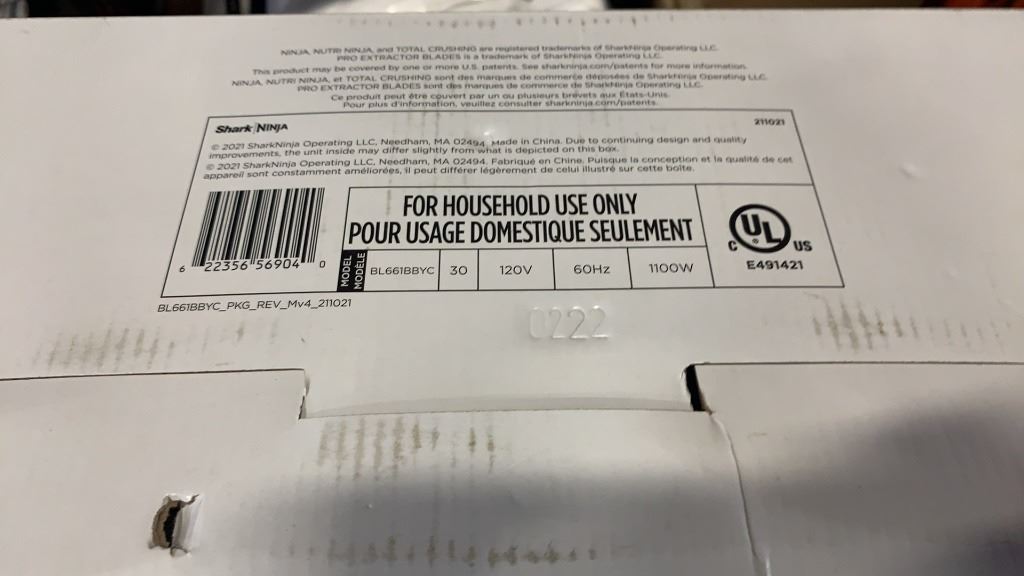 NINJA, NUTRI NINJA, and TOTAL CRUSHING are registered trademarks of SharkNinja Operating LLC.
PRO EXTRACTOR BLADES is a trademark of SharkNinja Operating LLC.
This product may be covered by one or more U.S. patents. See sharkninja.com/patents for more information.
NINJA, NUTRI NINJA, et TOTAL CRUSHING sont des marques de commerce déposées de SharkNinja Operating LLC.
PRO EXTRACTOR BLADES sont des marques de commerce de SharkNinja Operating LLC.
Ce produit peut être couvert par un ou plusieurs brevets aux États-Unis.
Pour plus d'information, veuillez consulter sharkninja.com/patents.
Shark|NINJA
211021
© 2021 SharkNinja Operating LLC, Needham, MA 02494. Made in China. Due to continuing design and quality
improvements, the unit inside may differ slightly from what is depicted on this box.
© 2021 SharkNinja Operating LLC, Needham, MA 02494. Fabriqué en Chine. Puisque la conception et la qualité de cet
appareil sont constamment améliorées, il peut différer légèrement de celui illustré sur cette boîte.
FOR HOUSEHOLD USE ONLY
POUR USAGE DOMESTIQUE SEULEMENT
MODEL
MODÈLE
BL661BBYC 30 120V 60Hz 1100W
C UL ® US
E491421
6 22356 56904 0
BL661BBYC_PKG_REV_Mv4_211021
0222